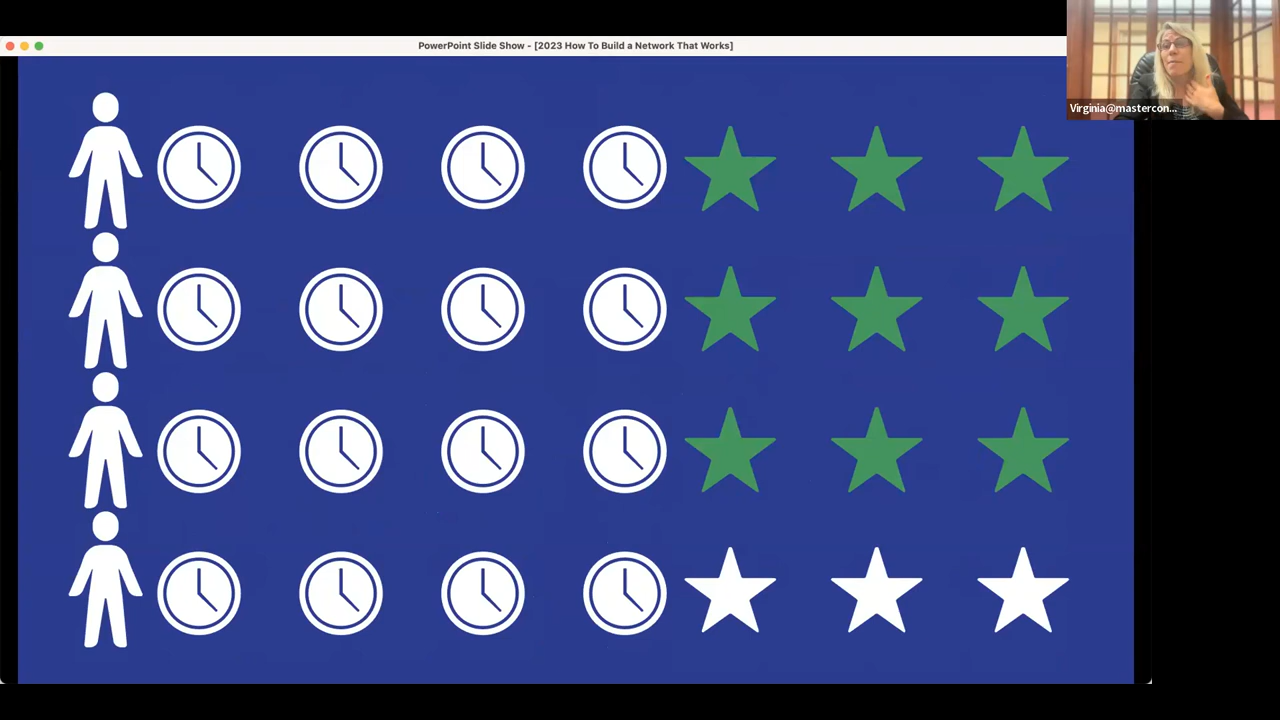 PowerPoint Slide Show - [2023 How To Build a Network That Works]
Virginia@mastercon...